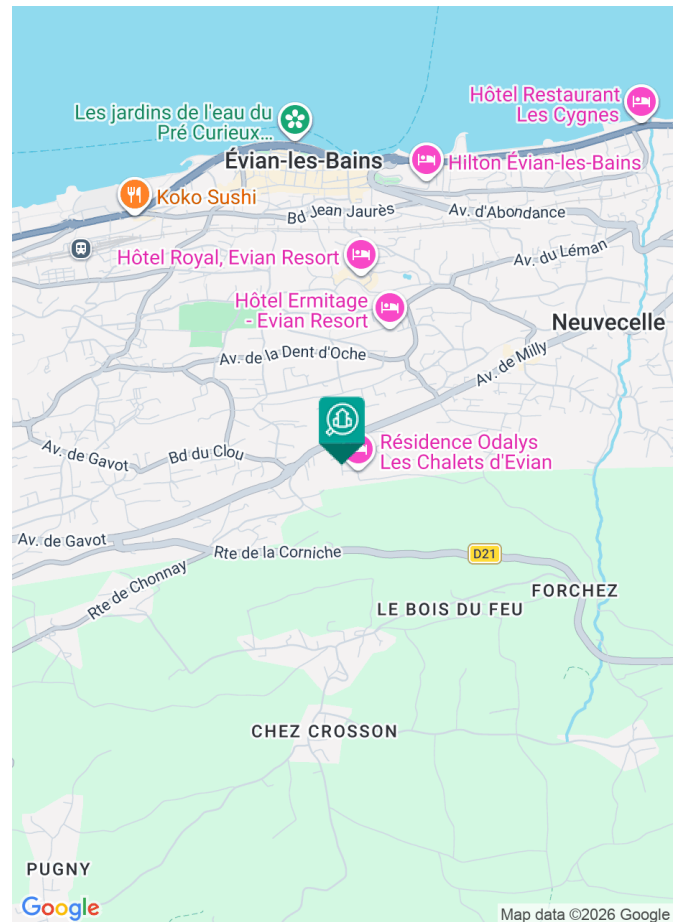 Hôtel Restaurant
Les Cygnes
Les jardins de l'eau du
Pré Curieux...
Évian-les-Bains
Hilton Évian-les-Bains
Koko Sushi
Bd Jean Jaurès
Av. d'Abondance
Hôtel Royal, Evian Resort
Av. du Léman
Hôtel Ermitage
- Evian Resort
Neuvecelle
Av. de la Dent d'Oche
Av. de Milly
Résidence Odalys
Les Chalets d'Evian
Av. de Gavot
Bd du Clou
Av. de Gavot
Rte de la Corniche
D21
Rte de Chonnay
FORCHEZ
LE BOIS DU FEU
CHEZ CROSSON
PUGNY
Google
Map data ©2026 Google